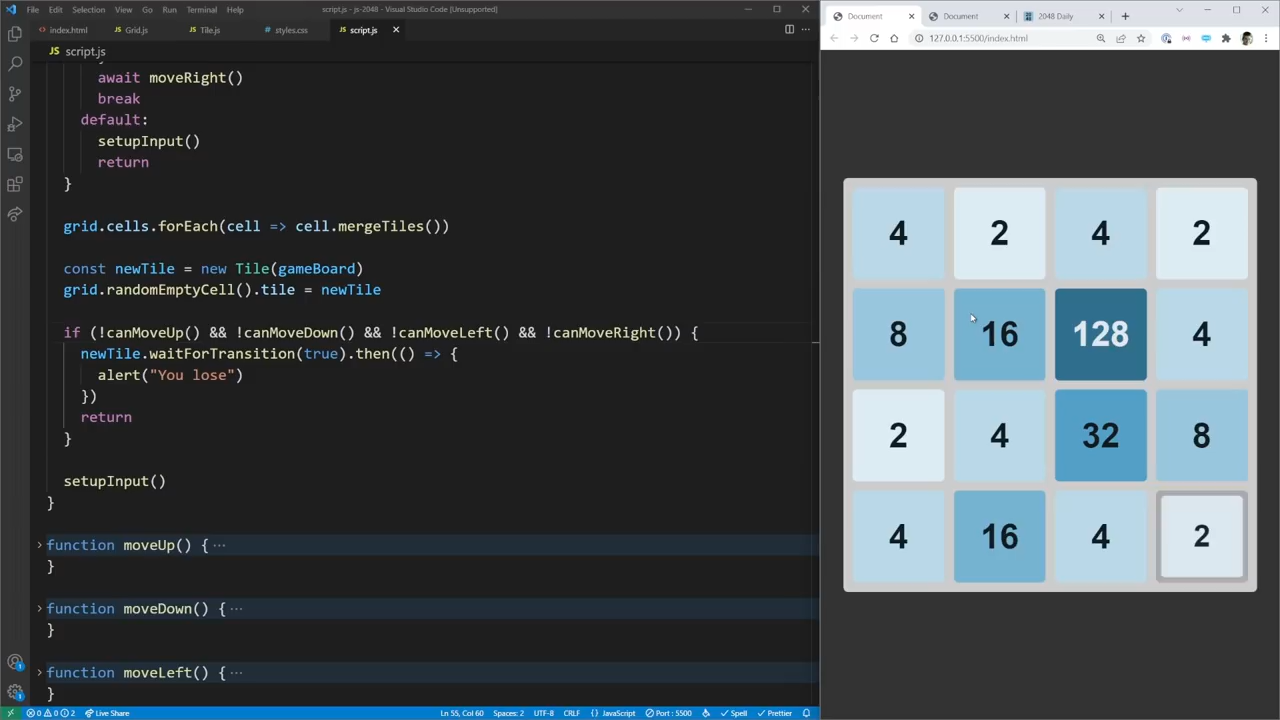 File Edit View Go Run Terminal Help
script.js - js-2048 - Visual Studio Code [Unsupported]
index.html Grid.js Tile.js styles.css script.js
script.js
await moveRight()
break
default:
setupInput()
return
}
grid.cells.forEach(cell => cell.mergeTiles())
const newTile = new Tile(gameBoard)
grid.randomEmptyCell().tile = newTile
if (!canMoveUp() && !canMoveDown() && !canMoveLeft() && !canMoveRight()) {
newTile.waitForTransition(true).then(() => {
alert("You lose")
})
return
}
setupInput()
}
function moveUp() { ···
}
function moveDown() { ···
}
function moveLeft() { ···
}
0 0 2 Live Share
Ln 55, Col 60 Spaces: 2 UTF-8 CRLF {} JavaScript Port : 5500 Spell Prettier
Document Document 2048 Daily
127.0.0.1:5500/index.html
4 2 4 2
8 16 128 4
2 4 32 8
4 16 4 2